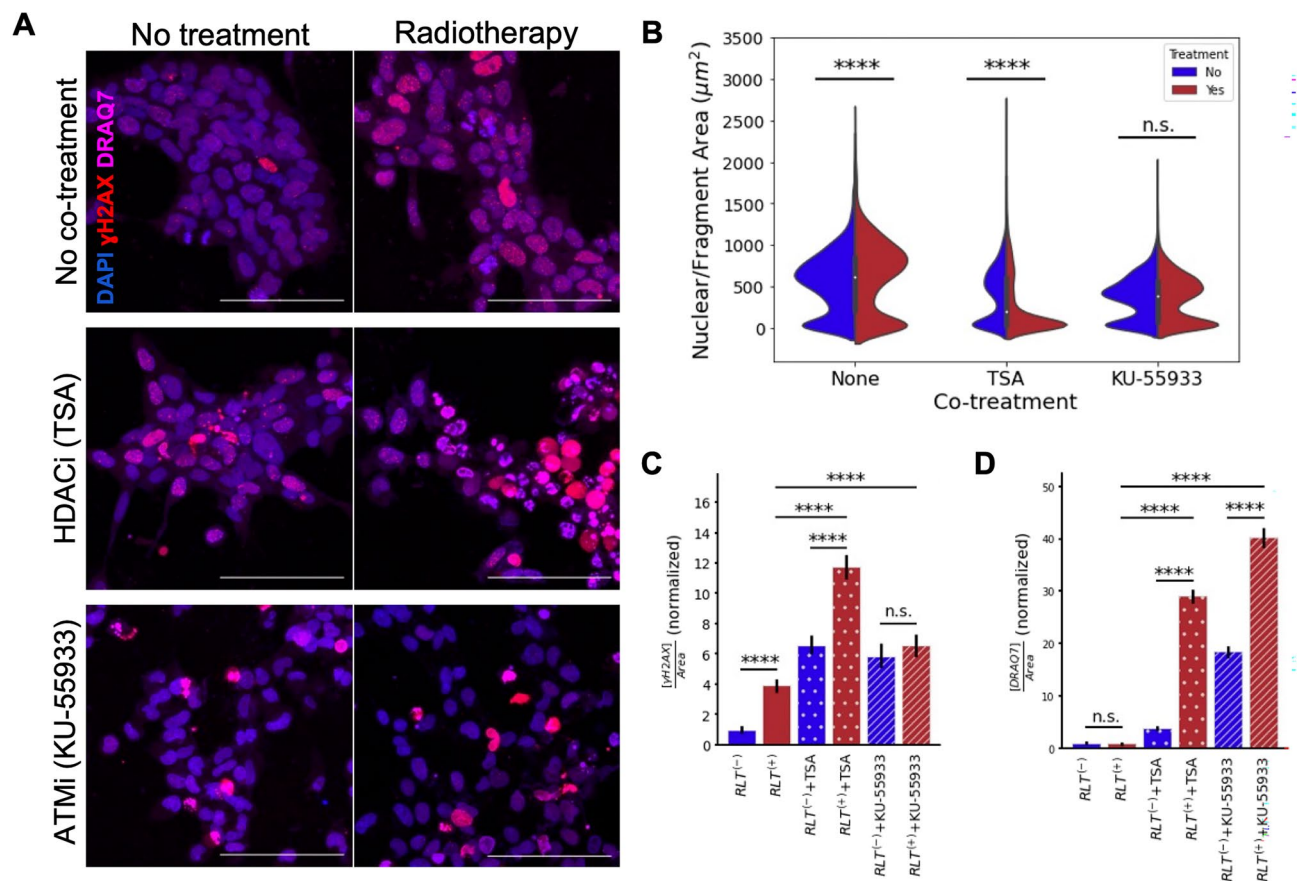 A
No treatment
Radiotherapy
No co-treatment
DAPI γH2AX DRAQ7
HDACi (TSA)
ATMi (KU-55933)
B
Nuclear/Fragment Area (μm²)
3500
3000
2500
2000
1500
1000
500
0
****
****
n.s.
Treatment
No
Yes
None
TSA
KU-55933
Co-treatment
C
[γH2AX]
Area
(normalized)
16
14
12
10
8
6
4
2
0
****
****
****
****
n.s.
RLT(-)
RLT(+)
RLT(-)+TSA
RLT(+)+TSA
RLT(-)+KU-55933
RLT(+)+KU-55933
D
[DRAQ7]
Area
(normalized)
50
40
30
20
10
0
****
****
****
****
n.s.
RLT(-)
RLT(+)
RLT(-)+TSA
RLT(+)+TSA
RLT(-)+KU-55933
RLT(+)+KU-55933